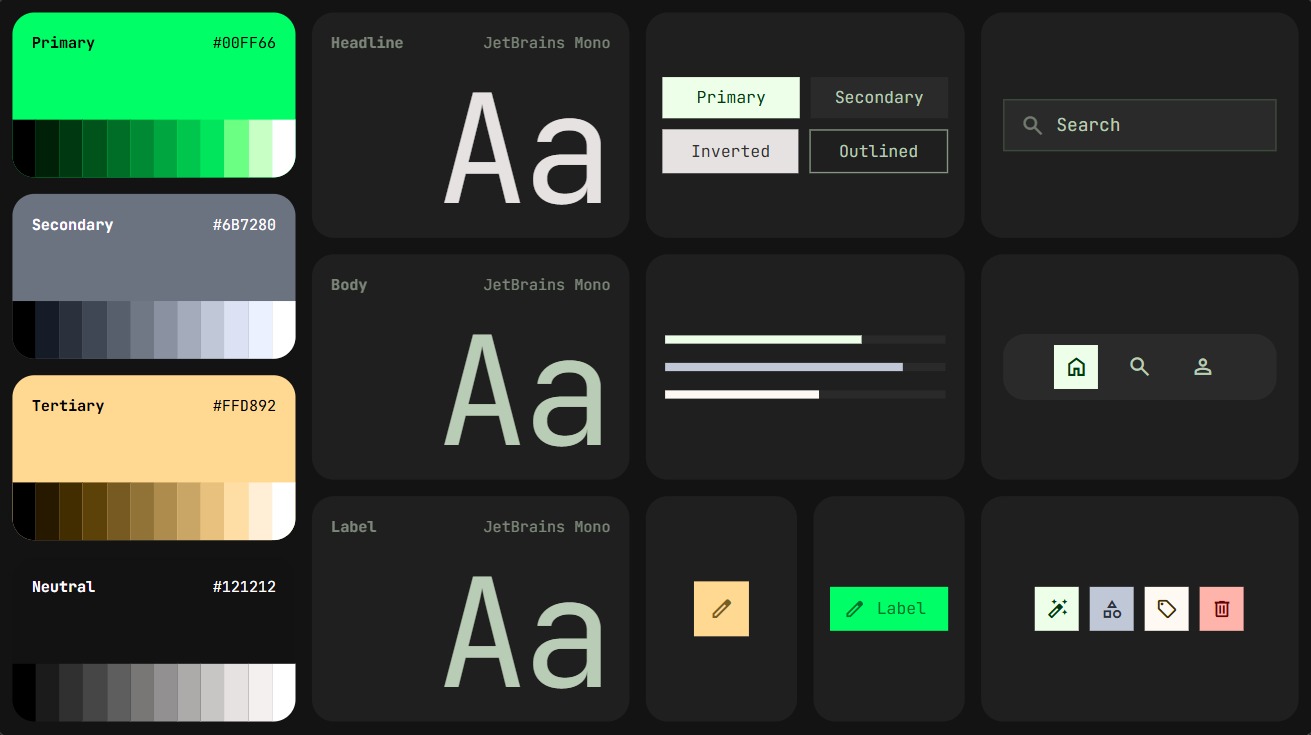 Primary #00FF66
Secondary #6B7280
Tertiary #FFD892
Neutral #121212
Headline JetBrains Mono
Aa
Body JetBrains Mono
Aa
Label JetBrains Mono
Aa
Primary Secondary
Inverted Outlined
Search
Label